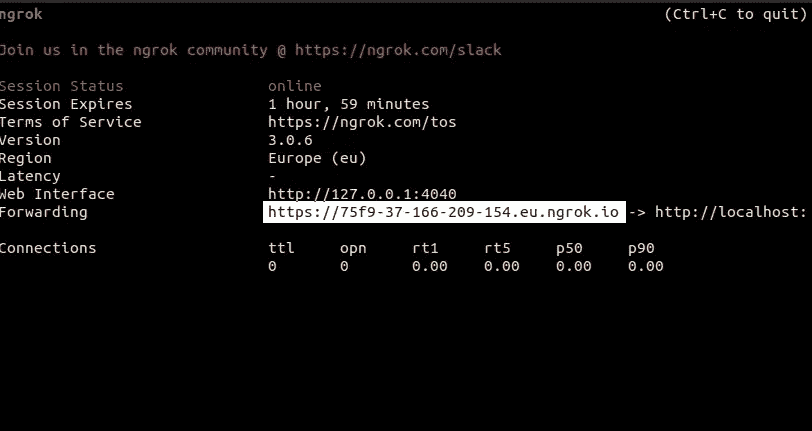 ngrok (Ctrl+C to quit)
Join us in the ngrok community @ https://ngrok.com/slack
Session Status online
Session Expires 1 hour, 59 minutes
Terms of Service https://ngrok.com/tos
Version 3.0.6
Region Europe (eu)
Latency -
Web Interface http://127.0.0.1:4040
Forwarding https://75f9-37-166-209-154.eu.ngrok.io -> http://localhost:
Connections ttl opn rt1 rt5 p50 p90
0 0 0.00 0.00 0.00 0.00